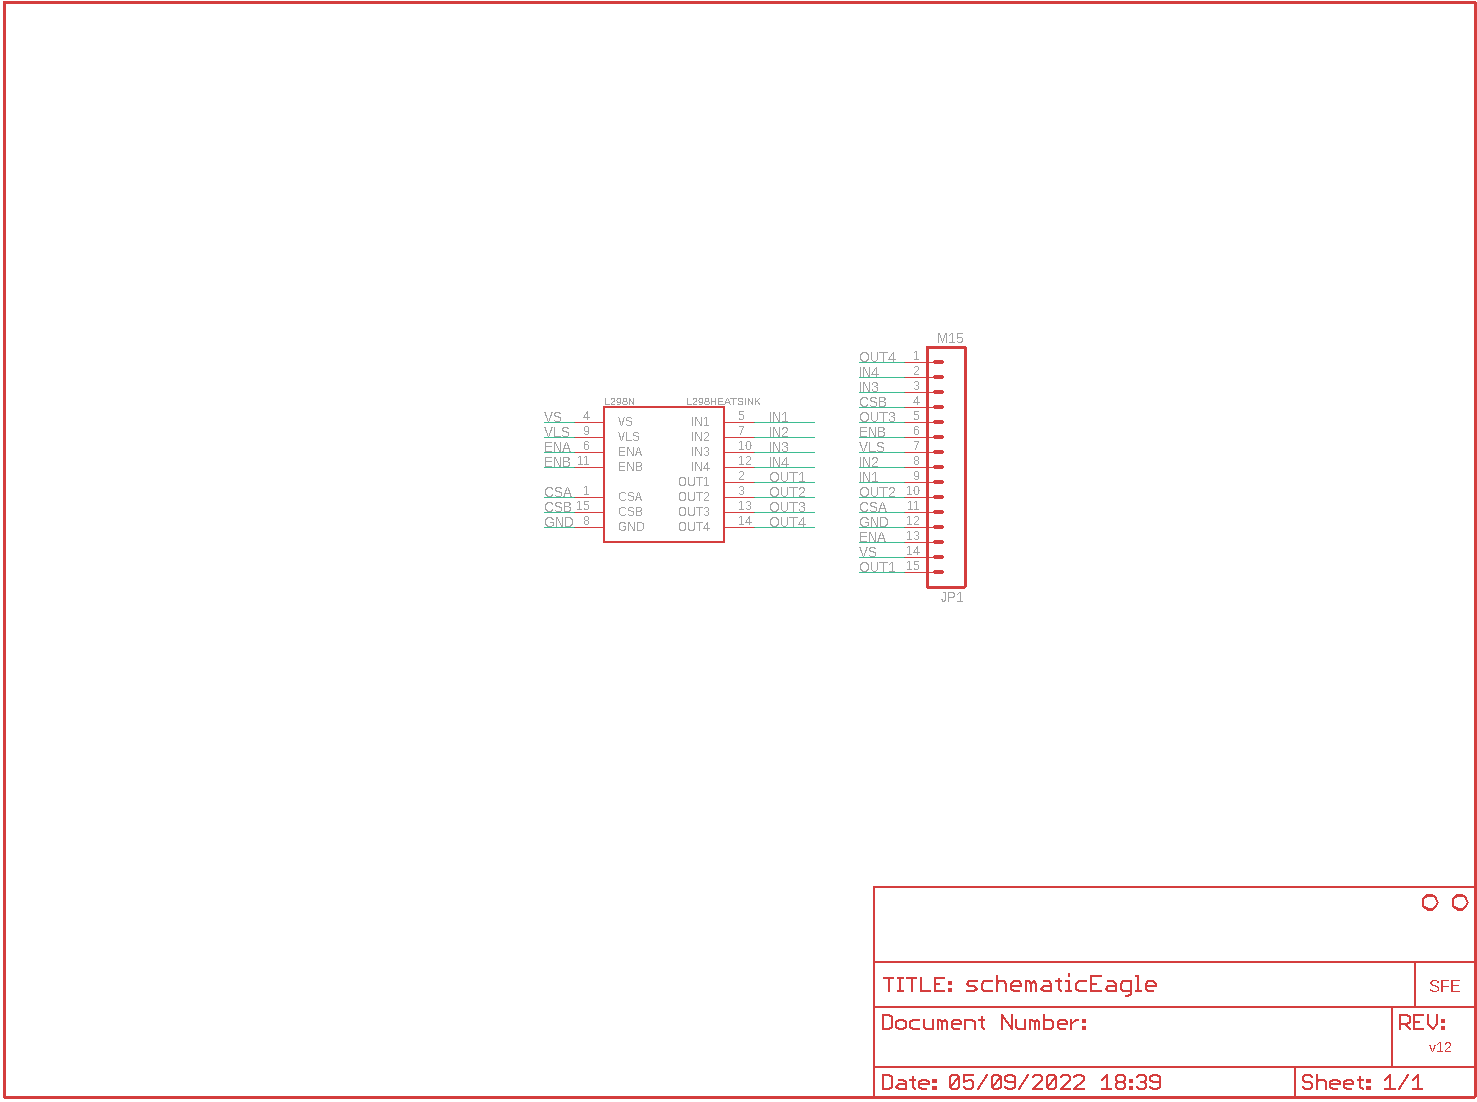 M15
OUT4 1
IN4 2
IN3 3
CSB 4
OUT3 5
ENB 6
VLS 7
IN2 8
IN1 9
OUT2 10
CSA 11
GND 12
ENA 13
VS 14
OUT1 15
JP1
L298N L298HEATSINK
VS 4 VS IN1 5 IN1
VLS 9 VLS IN2 7 IN2
ENA 6 ENA IN3 10 IN3
ENB 11 ENB IN4 12 IN4
OUT1 2 OUT1
CSA 1 CSA OUT2 3 OUT2
CSB 15 CSB OUT3 13 OUT3
GND 8 GND OUT4 14 OUT4
TITLE: schematicEagle
SFE
Document Number:
REV:
v12
Date: 05/09/2022 18:39
Sheet: 1/1